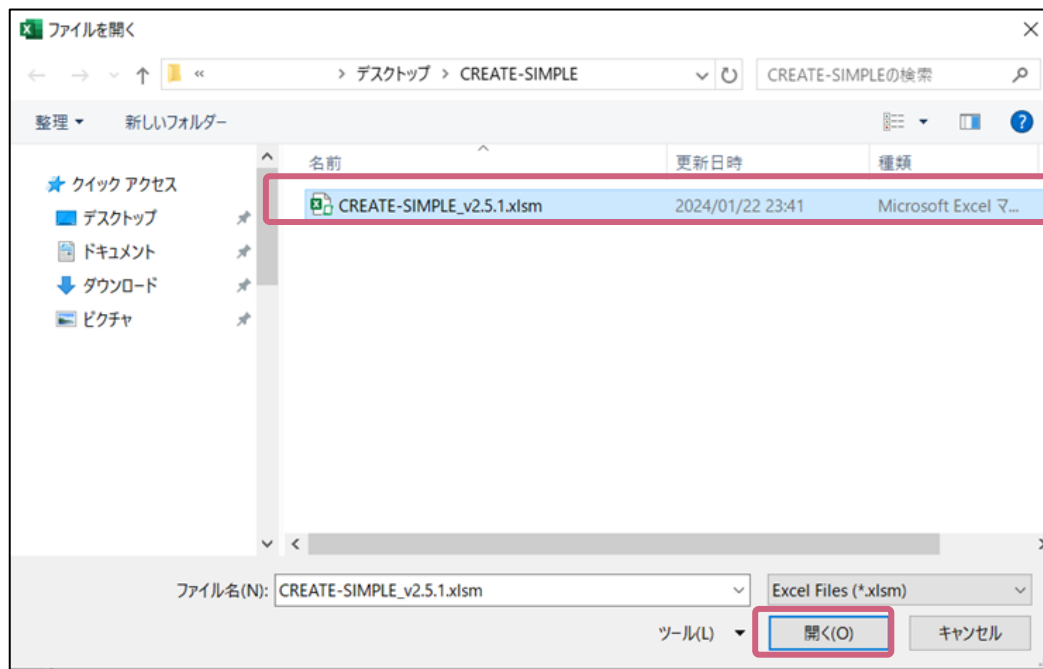 ファイルを開く
« > デスクトップ > CREATE-SIMPLE
CREATE-SIMPLEの検索
整理
新しいフォルダー
?
名前
更新日時
種類
クイック アクセス
デスクトップ
ドキュメント
ダウンロード
ピクチャ
CREATE-SIMPLE_v2.5.1.xlsm
2024/01/22 23:41
Microsoft Excel マ...
ファイル名(N):
CREATE-SIMPLE_v2.5.1.xlsm
Excel Files (*.xlsm)
ツール(L)
開く(O)
キャンセル